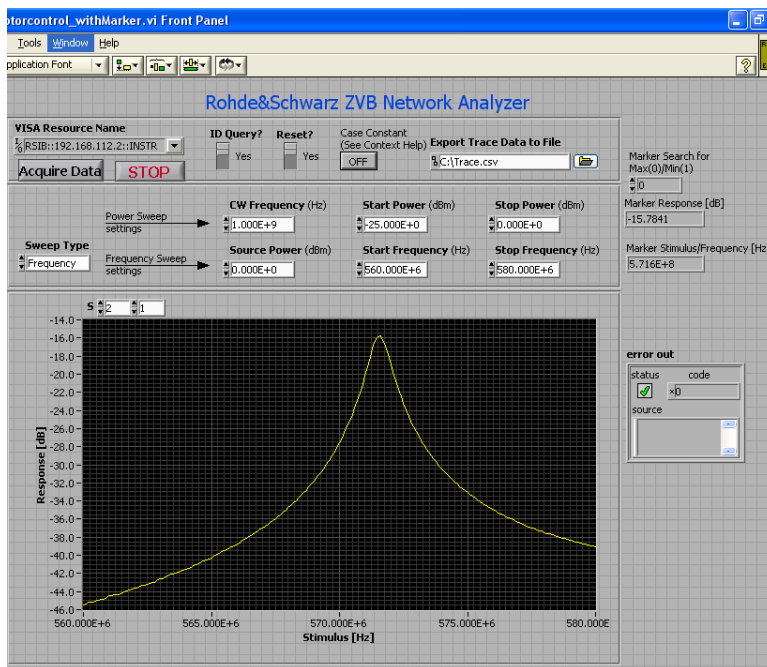 otorcontrol_withMarker.vi Front Panel
Tools Window Help
pplication Font
Rohde&Schwarz ZVB Network Analyzer
VISA Resource Name
RSIB::192.168.112.2::INSTR
Acquire Data STOP
ID Query?
Yes
Reset?
Yes
Case Constant
(See Context Help)
OFF
Export Trace Data to File
C:\Trace.csv
Marker Search for
Max(0)/Min(1)
0
Marker Response [dB]
-15.7841
Marker Stimulus/Frequency [Hz
5.716E+8
Power Sweep
settings
CW Frequency (Hz)
1.000E+9
Start Power (dBm)
-25.000E+0
Stop Power (dBm)
0.000E+0
Sweep Type
Frequency
Frequency Sweep
settings
Source Power (dBm)
0.000E+0
Start Frequency (Hz)
560.000E+6
Stop Frequency (Hz)
580.000E+6
S 2 1
-14.0
-16.0
-18.0
-20.0
-22.0
-24.0
-26.0
-28.0
-30.0
-32.0
-34.0
-36.0
-38.0
-40.0
-42.0
-44.0
-46.0
Response [dB]
560.000E+6 565.000E+6 570.000E+6 575.000E+6 580.000E
Stimulus [Hz]
error out
status code
×0
source